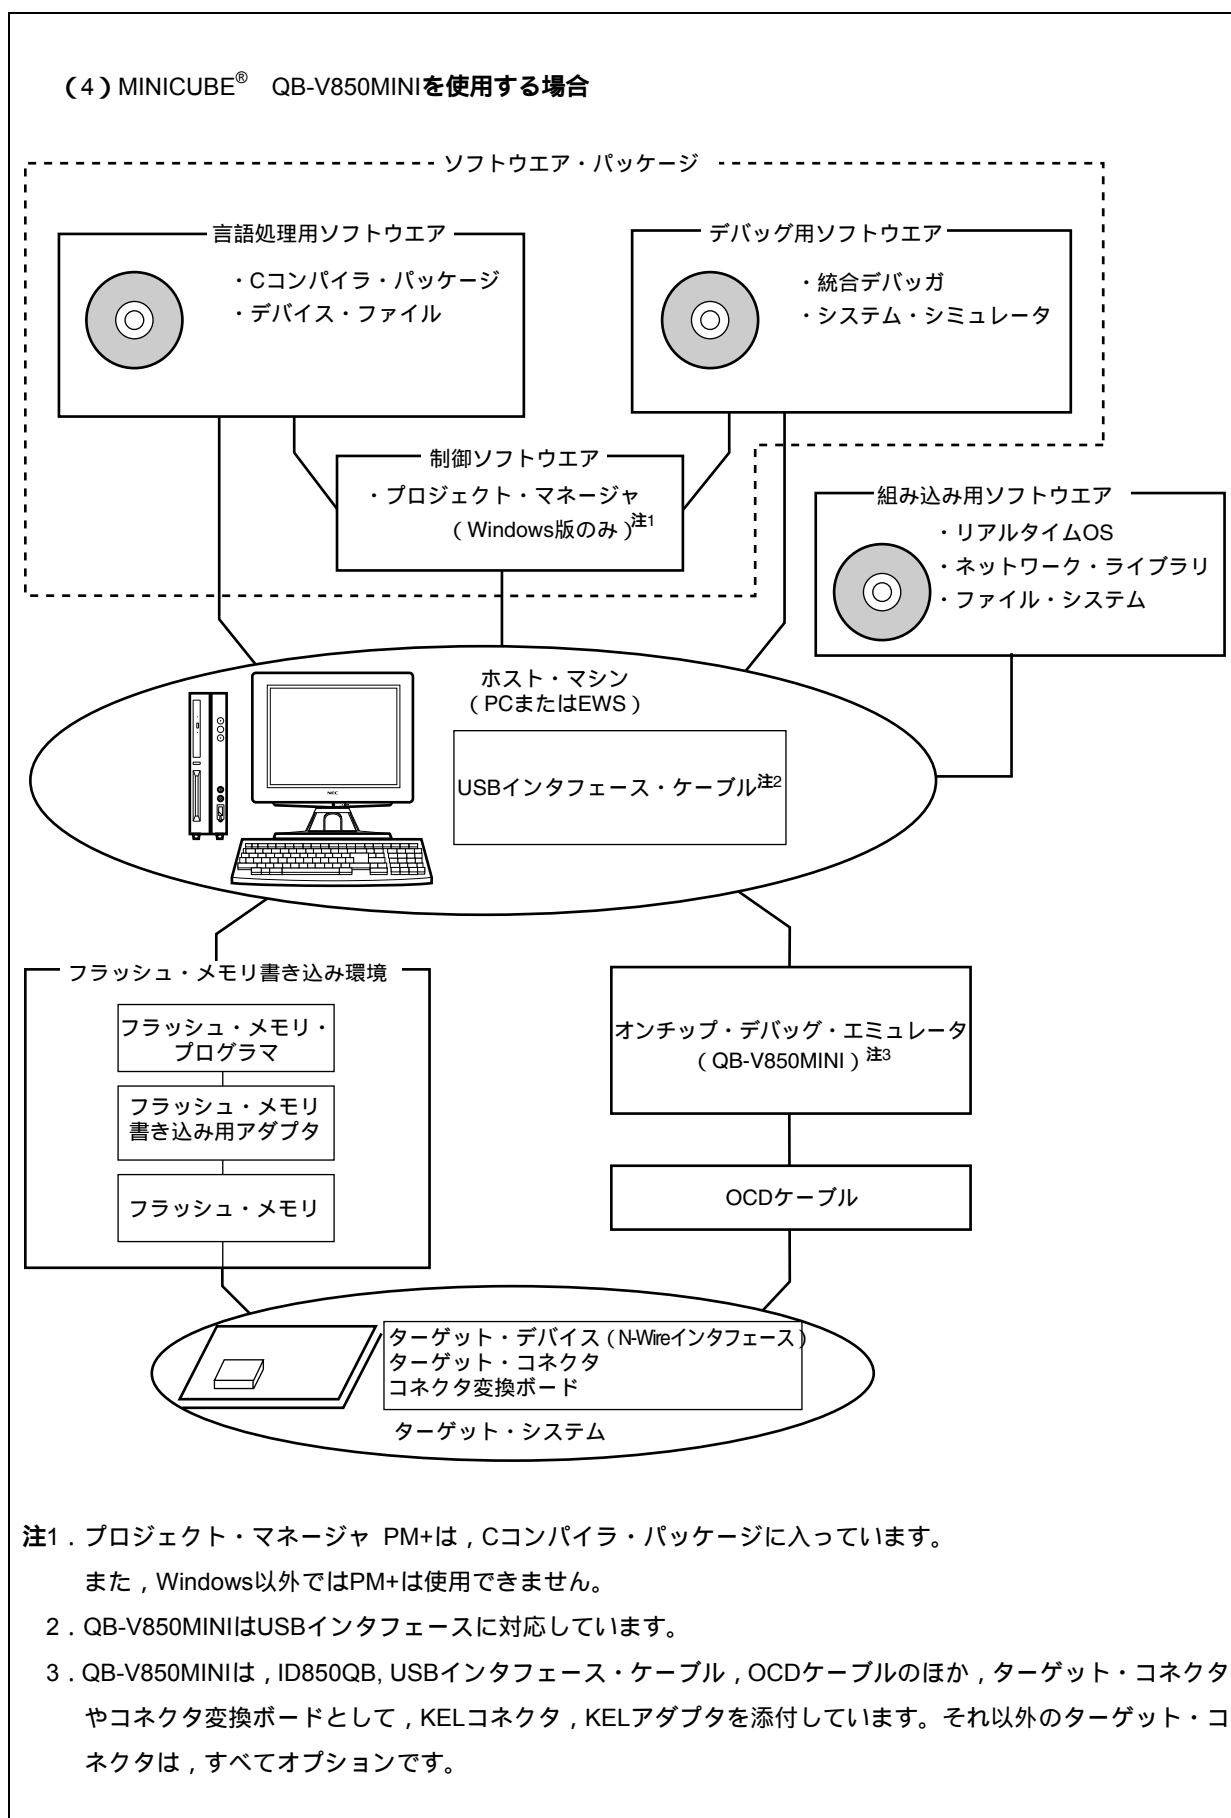 （4）MINICUBE® QB-V850MINIを使用する場合
ソフトウエア・パッケージ
言語処理用ソフトウエア
・Cコンパイラ・パッケージ
・デバイス・ファイル
デバッグ用ソフトウエア
・統合デバッガ
・システム・シミュレータ
制御ソフトウエア
・プロジェクト・マネージャ
（Windows版のみ）注1
組み込み用ソフトウエア
・リアルタイムOS
・ネットワーク・ライブラリ
・ファイル・システム
ホスト・マシン
（PCまたはEWS）
USBインタフェース・ケーブル注2
NEC
フラッシュ・メモリ書き込み環境
フラッシュ・メモリ・
プログラマ
フラッシュ・メモリ
書き込み用アダプタ
フラッシュ・メモリ
オンチップ・デバッグ・エミュレータ
（QB-V850MINI）注3
OCDケーブル
ターゲット・デバイス（N-Wireインタフェース）
ターゲット・コネクタ
コネクタ変換ボード
ターゲット・システム
注1．プロジェクト・マネージャ PM+は，Cコンパイラ・パッケージに入っています。
また，Windows以外ではPM+は使用できません。
2．QB-V850MINIはUSBインタフェースに対応しています。
3．QB-V850MINIは，ID850QB, USBインタフェース・ケーブル，OCDケーブルのほか，ターゲット・コネクタ
やコネクタ変換ボードとして，KELコネクタ，KELアダプタを添付しています。それ以外のターゲット・コ
ネクタは，すべてオプションです。